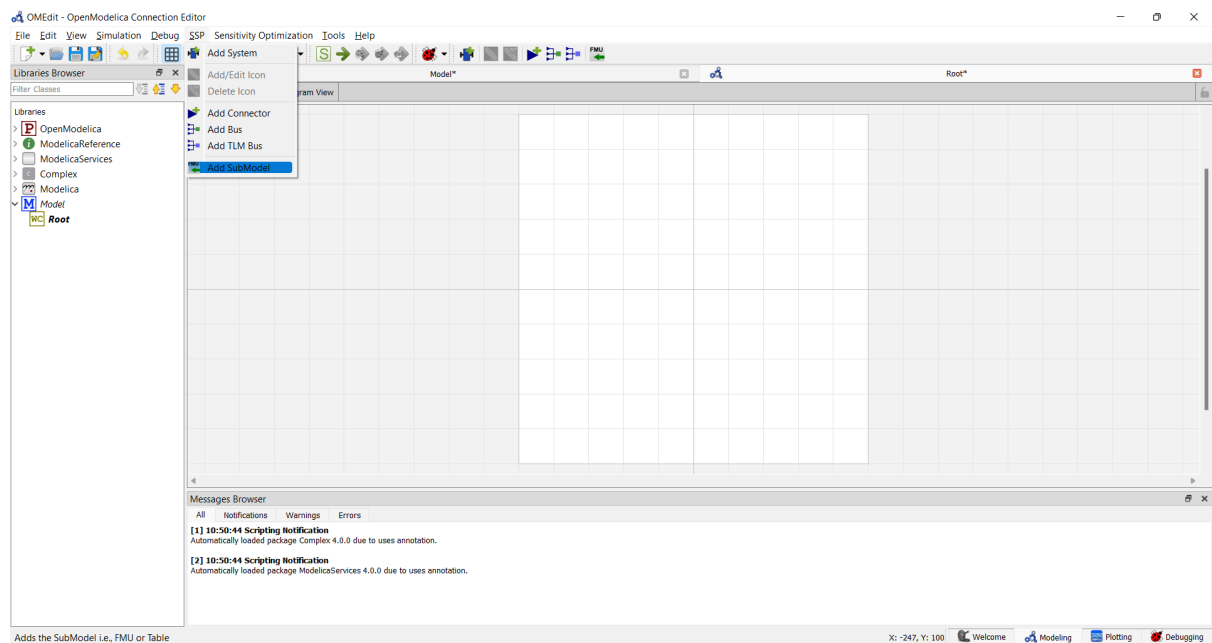 OMEdit - OpenModelica Connection Editor
File Edit View Simulation Debug SSP Sensitivity Optimization Tools Help
Add System
S
FMU
Libraries Browser
Model*
Root*
Add/Edit Icon
Filter Classes
Delete Icon
gram View
Libraries
Add Connector
P OpenModelica
Add Bus
i ModelicaReference
Add TLM Bus
ModelicaServices
FMU Add SubModel
C Complex
Modelica
M Model
WC Root
Messages Browser
All Notifications Warnings Errors
[1] 10:50:44 Scripting Notification
Automatically loaded package Complex 4.0.0 due to uses annotation.
[2] 10:50:44 Scripting Notification
Automatically loaded package ModelicaServices 4.0.0 due to uses annotation.
Adds the SubModel i.e., FMU or Table
X: -247, Y: 100 Welcome Modeling Plotting Debugging